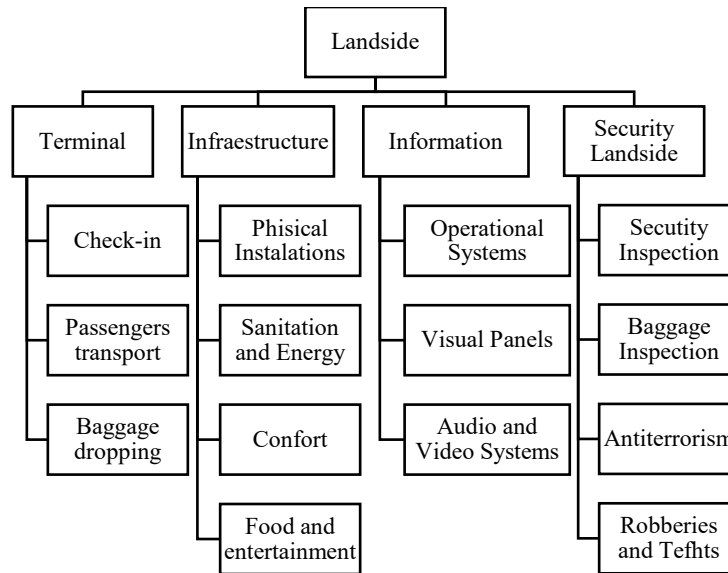 Landside
Terminal
Infraestructure
Information
Security
Landside
Check-in
Passengers
transport
Baggage
dropping
Phisical
Instalations
Sanitation
and Energy
Confort
Food and
entertainment
Operational
Systems
Visual Panels
Audio and
Video Systems
Secutity
Inspection
Baggage
Inspection
Antiterrorism
Robberies
and Tefhts